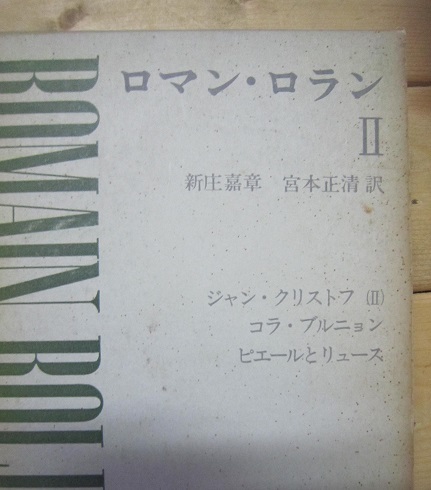 ロマン・ロラン
II
新庄嘉章　宮本正清 訳
ジャン・クリストフ (II)
コラ・ブルニョン
ピエールとリュース
ROMAIN ROLL